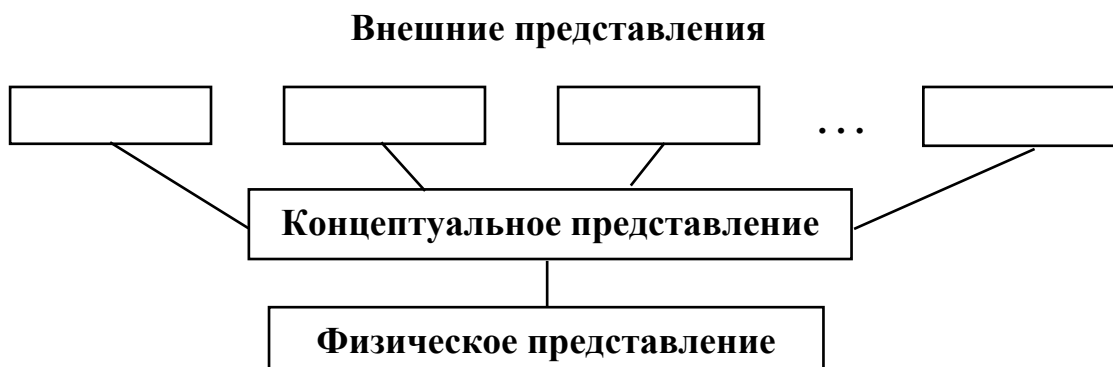 Внешние представления
...
Концептуальное представление
Физическое представление